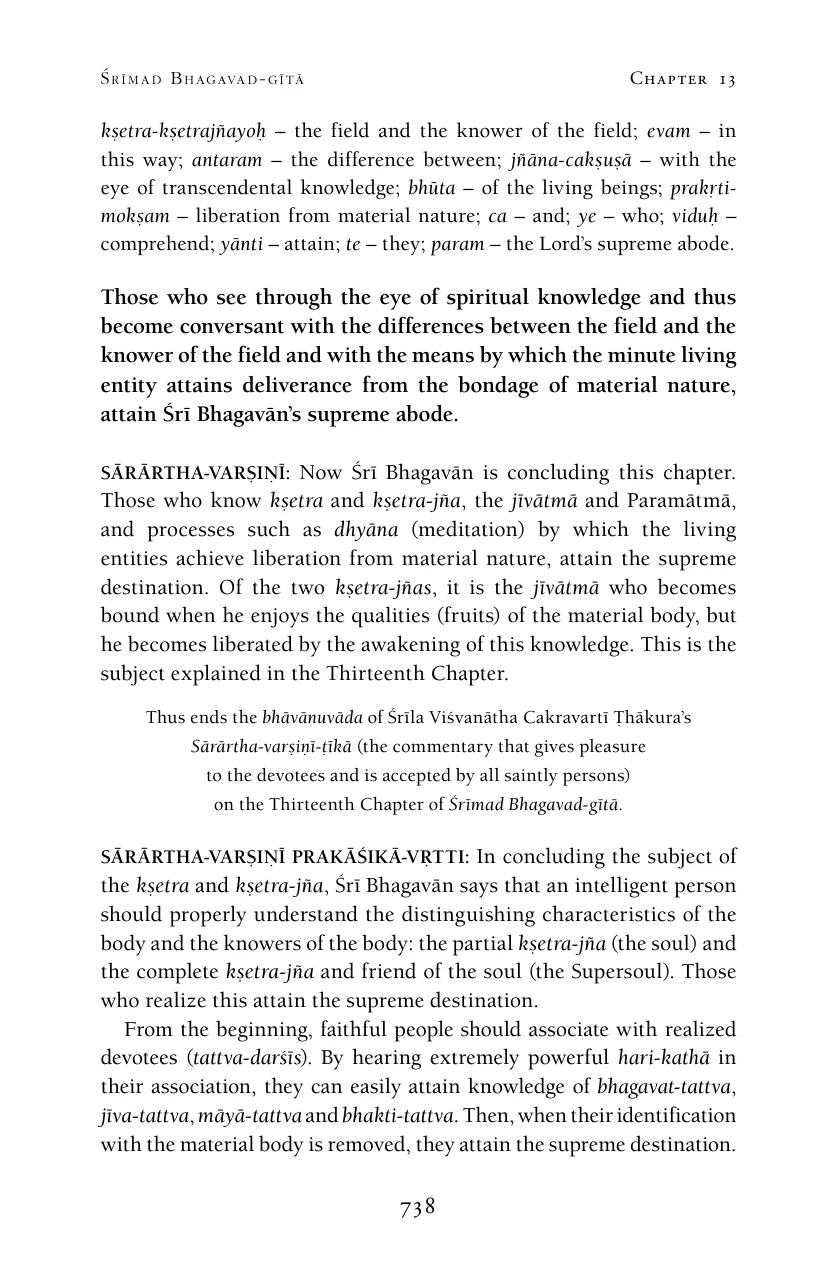 Śrīmad Bhagavad-gītā Chapter 13
kṣetra-kṣetrajñayoḥ – the field and the knower of the field; evam – in
this way; antaram – the difference between; jñāna-cakṣuṣā – with the
eye of transcendental knowledge; bhūta – of the living beings; prakṛti-
mokṣam – liberation from material nature; ca – and; ye – who; viduḥ –
comprehend; yānti – attain; te – they; param – the Lord’s supreme abode.
Those who see through the eye of spiritual knowledge and thus
become conversant with the differences between the field and the
knower of the field and with the means by which the minute living
entity attains deliverance from the bondage of material nature,
attain Śrī Bhagavān’s supreme abode.
SĀRĀRTHA-VARṢIṆĪ: Now Śrī Bhagavān is concluding this chapter.
Those who know kṣetra and kṣetra-jña, the jīvātmā and Paramātmā,
and processes such as dhyāna (meditation) by which the living
entities achieve liberation from material nature, attain the supreme
destination. Of the two kṣetra-jñas, it is the jīvātmā who becomes
bound when he enjoys the qualities (fruits) of the material body, but
he becomes liberated by the awakening of this knowledge. This is the
subject explained in the Thirteenth Chapter.
Thus ends the bhāvānuvāda of Śrīla Viśvanātha Cakravartī Ṭhākura’s
Sārārtha-varṣiṇī-ṭīkā (the commentary that gives pleasure
to the devotees and is accepted by all saintly persons)
on the Thirteenth Chapter of Śrīmad Bhagavad-gītā.
SĀRĀRTHA-VARṢIṆĪ PRAKĀŚIKĀ-VṚTTI: In concluding the subject of
the kṣetra and kṣetra-jña, Śrī Bhagavān says that an intelligent person
should properly understand the distinguishing characteristics of the
body and the knowers of the body: the partial kṣetra-jña (the soul) and
the complete kṣetra-jña and friend of the soul (the Supersoul). Those
who realize this attain the supreme destination.
From the beginning, faithful people should associate with realized
devotees (tattva-darśīs). By hearing extremely powerful hari-kathā in
their association, they can easily attain knowledge of bhagavat-tattva,
jīva-tattva, māyā-tattva and bhakti-tattva. Then, when their identification
with the material body is removed, they attain the supreme destination.
738